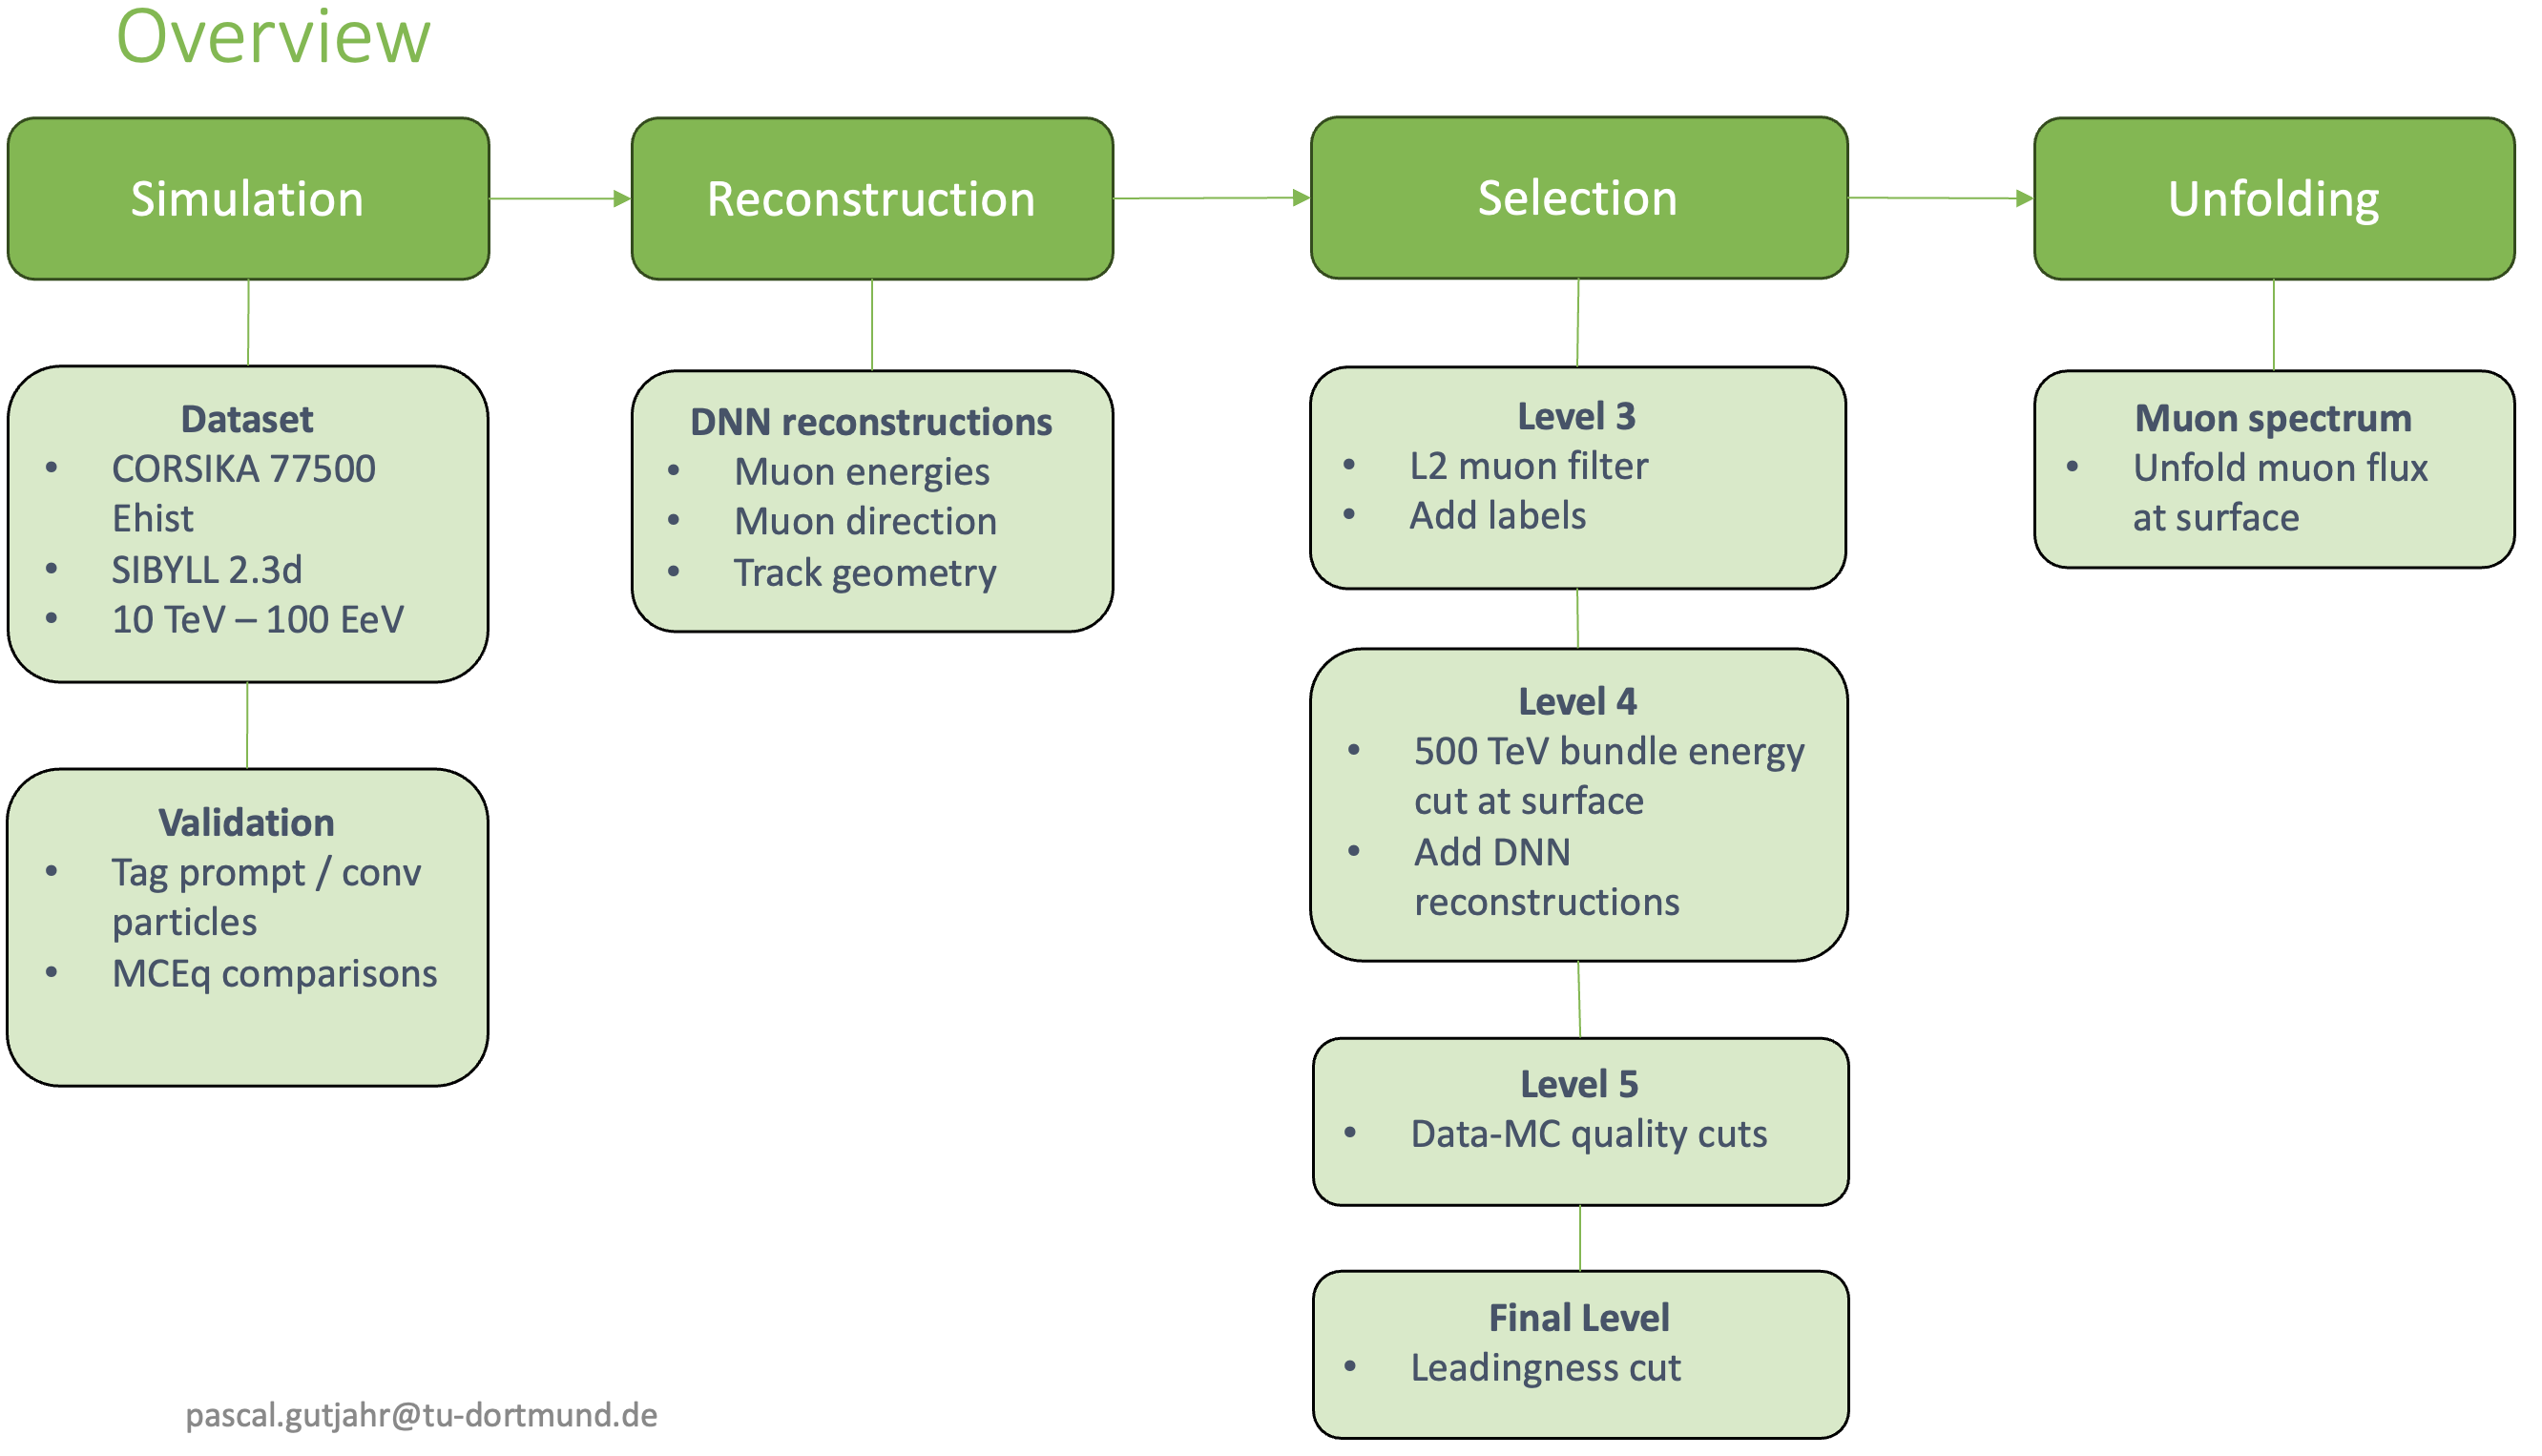 Overview
Simulation
Reconstruction
Selection
Unfolding
Dataset
• CORSIKA 77500
Ehist
• SIBYLL 2.3d
• 10 TeV – 100 EeV
Validation
• Tag prompt / conv
particles
• MCEq comparisons
DNN reconstructions
• Muon energies
• Muon direction
• Track geometry
Level 3
• L2 muon filter
• Add labels
Level 4
• 500 TeV bundle energy
cut at surface
• Add DNN
reconstructions
Level 5
• Data-MC quality cuts
Final Level
• Leadingness cut
Muon spectrum
• Unfold muon flux
at surface
pascal.gutjahr@tu-dortmund.de